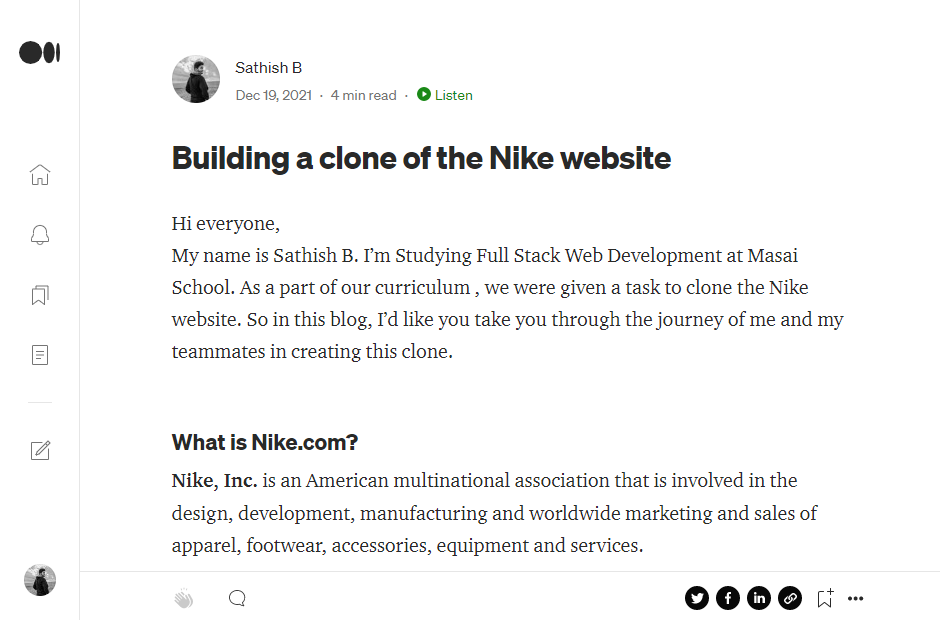 Sathish B
Dec 19, 2021 · 4 min read · Listen
Building a clone of the Nike website
Hi everyone,
My name is Sathish B. I’m Studying Full Stack Web Development at Masai
School. As a part of our curriculum , we were given a task to clone the Nike
website. So in this blog, I’d like you take you through the journey of me and my
teammates in creating this clone.
What is Nike.com?
Nike, Inc. is an American multinational association that is involved in the
design, development, manufacturing and worldwide marketing and sales of
apparel, footwear, accessories, equipment and services.